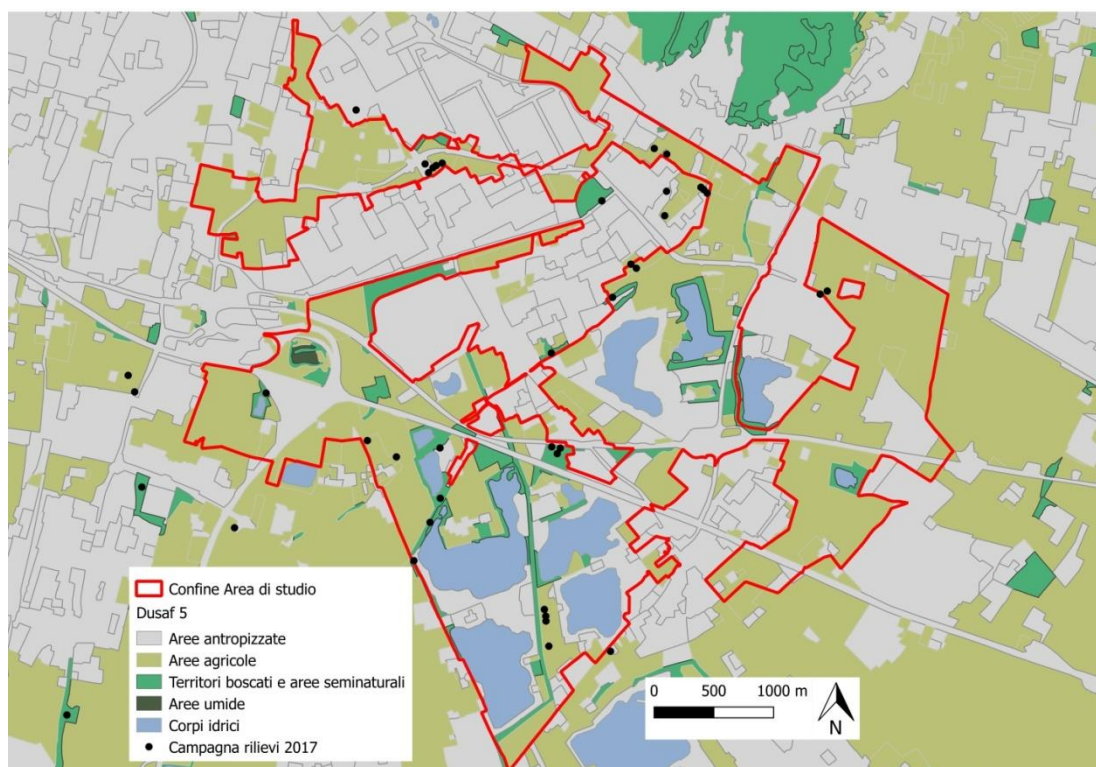 Confine Area di studio
Dusaf 5
Aree antropizzate
Aree agricole
Territori boscati e aree seminaturali
Aree umide
Corpi idrici
Campagna rilievi 2017
0 500 1000 m
N